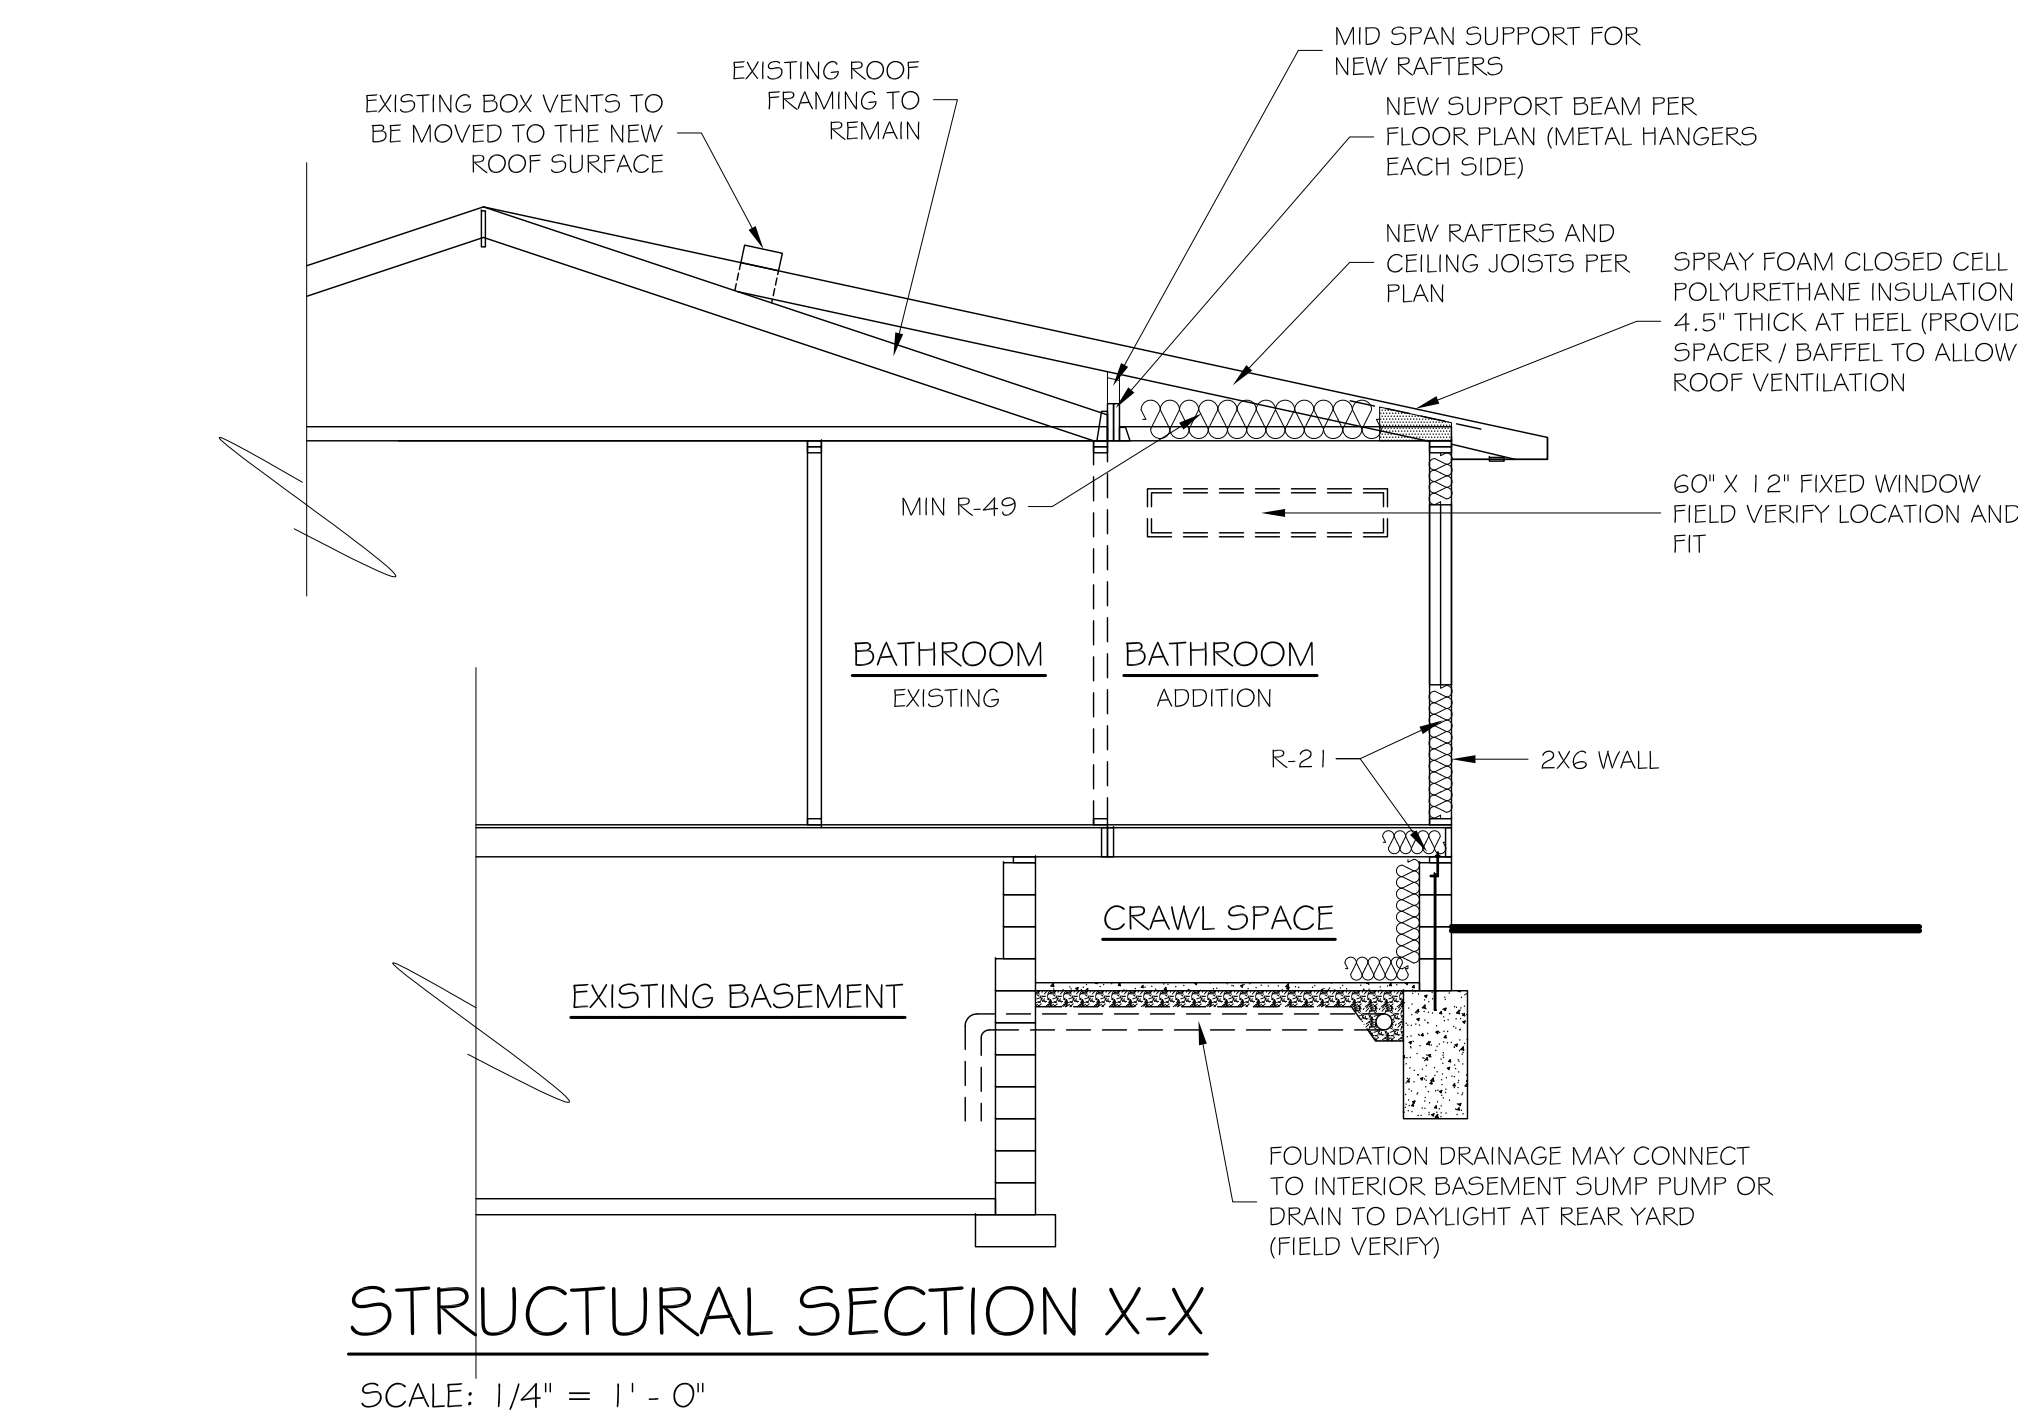 MID SPAN SUPPORT FOR
NEW RAFTERS
EXISTING ROOF
FRAMING TO
REMAIN
EXISTING BOX VENTS TO
BE MOVED TO THE NEW
ROOF SURFACE
NEW SUPPORT BEAM PER
FLOOR PLAN (METAL HANGERS
EACH SIDE)
NEW RAFTERS AND
CEILING JOISTS PER
PLAN
SPRAY FOAM CLOSED CELL
POLYURETHANE INSULATION
4.5" THICK AT HEEL (PROVID
SPACER / BAFFEL TO ALLOW
ROOF VENTILATION
MIN R-49
60" X 12" FIXED WINDOW
FIELD VERIFY LOCATION AND
FIT
BATHROOM
EXISTING
BATHROOM
ADDITION
R-21
2X6 WALL
CRAWL SPACE
EXISTING BASEMENT
FOUNDATION DRAINAGE MAY CONNECT
TO INTERIOR BASEMENT SUMP PUMP OR
DRAIN TO DAYLIGHT AT REAR YARD
(FIELD VERIFY)
STRUCTURAL SECTION X-X
SCALE: 1/4" = 1' - 0"